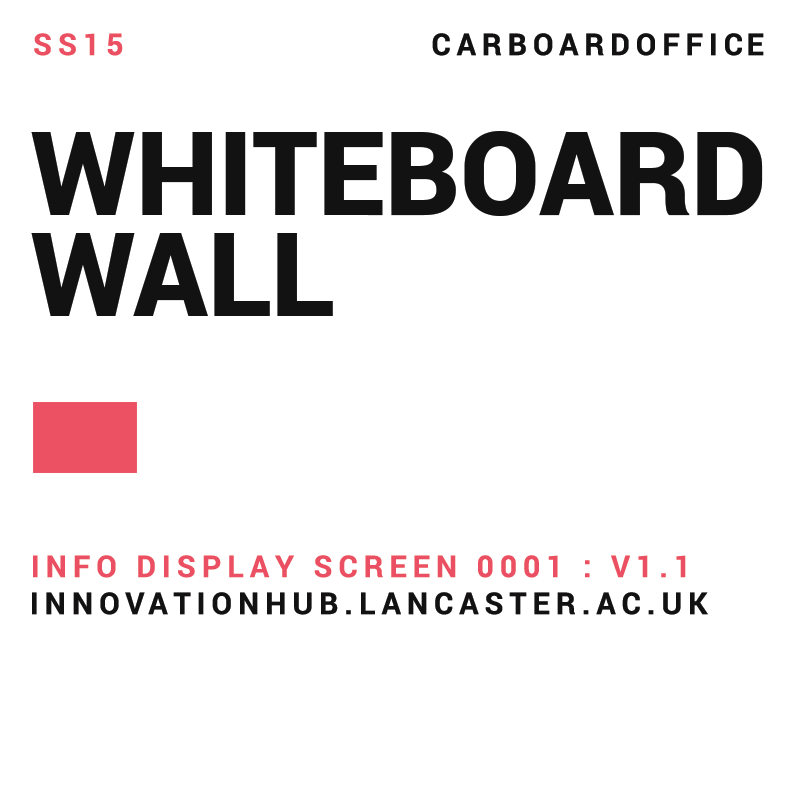 SS15 CARBOARDOFFICE
WHITEBOARD
WALL
INFO DISPLAY SCREEN 0001 : V1.1
INNOVATIONHUB.LANCASTER.AC.UK